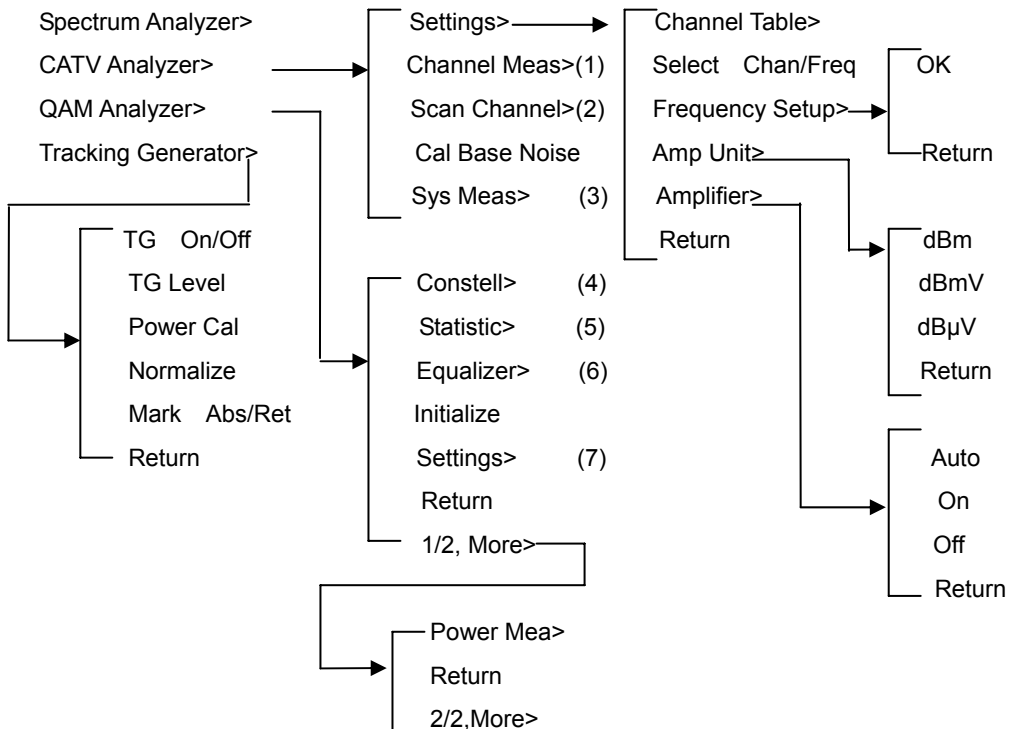 Spectrum Analyzer>
CATV Analyzer>
QAM Analyzer>
Tracking Generator>
TG On/Off
TG Level
Power Cal
Normalize
Mark Abs/Ret
Return
Settings>
Channel Meas>(1)
Scan Channel>(2)
Cal Base Noise
Sys Meas> (3)
Constell> (4)
Statistic> (5)
Equalizer> (6)
Initialize
Settings> (7)
Return
1/2, More>
Power Mea>
Return
2/2,More>
Channel Table>
Select Chan/Freq
Frequency Setup>
Amp Unit>
Amplifier>
Return
OK
Return
dBm
dBmV
dBμV
Return
Auto
On
Off
Return